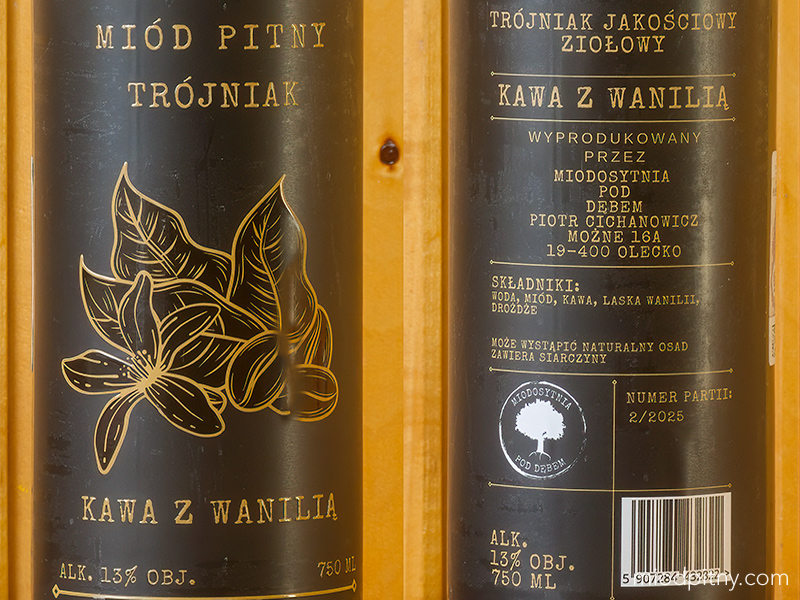 MIÓD PITNY
TRÓJNIAK
KAWA Z WANILIĄ
ALK. 13% OBJ.
750 ML
TRÓJNIAK JAKOŚCIOWY
ZIOŁOWY
KAWA Z WANILIĄ
WYPRODUKOWANY
PRZEZ
MIODOSYTNIA
POD
DĘBEM
PIOTR CICHANOWICZ
MOŻNE 16A
19-400 OLECKO
SKŁADNIKI:
WODA, MIÓD, KAWA, LASKA WANILII,
DROŻDŻE
MOŻE WYSTĄPIĆ NATURALNY OSAD
ZAWIERA SIARCZYNY
MIODOSYTNIA
POD DĘBEM
NUMER PARTII:
2/2025
ALK.
13% OBJ.
750 ML
5 907284